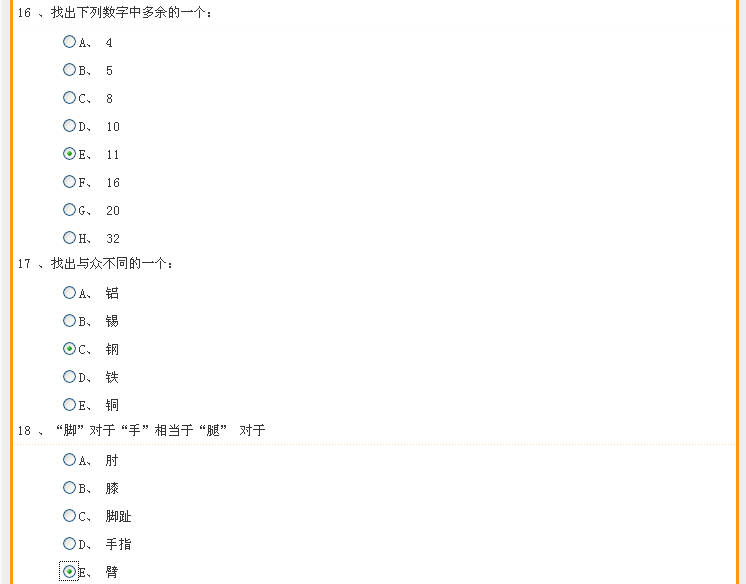 16 、找出下列数字中多余的一个：
A、 4
B、 5
C、 8
D、 10
E、 11
F、 16
G、 20
H、 32
17 、找出与众不同的一个：
A、 铝
B、 锡
C、 钢
D、 铁
E、 铜
18 、“脚”对于“手”相当于“腿” 对于
A、 肘
B、 膝
C、 脚趾
D、 手指
E、 臂